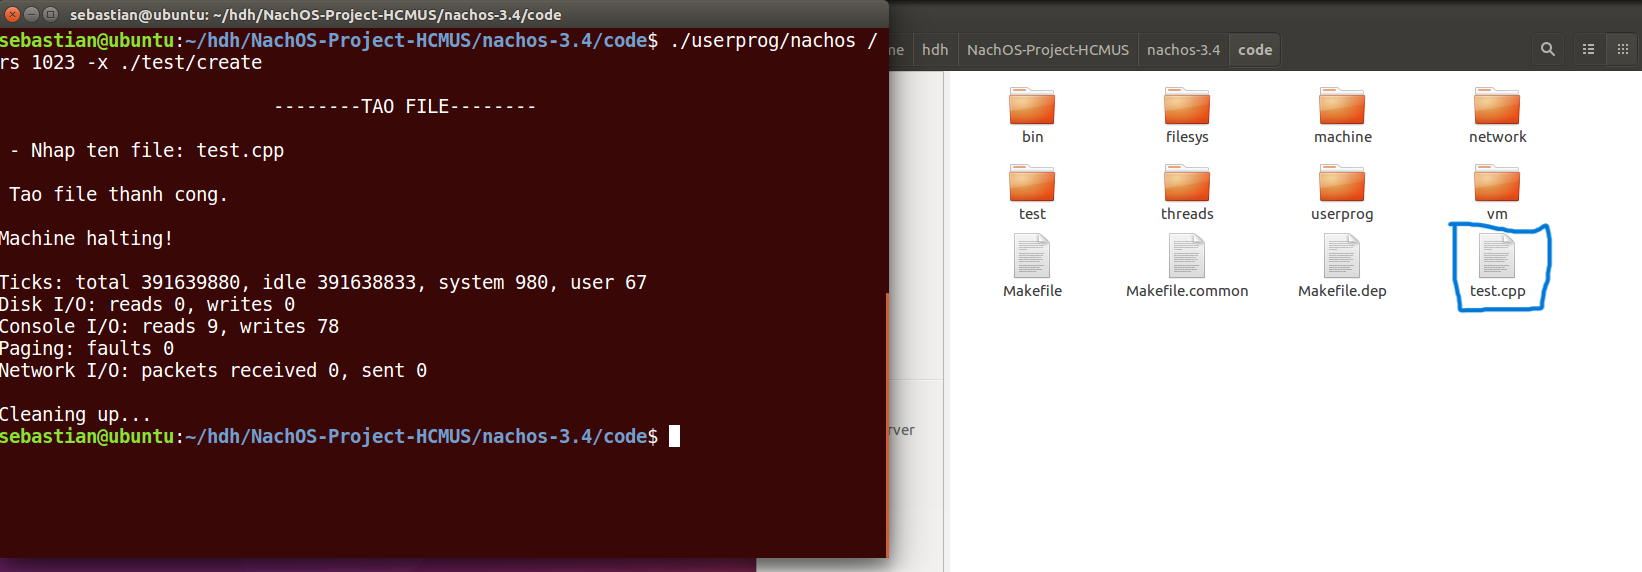 sebastian@ubuntu: ~/hdh/NachOS-Project-HCMUS/nachos-3.4/code
sebastian@ubuntu:~/hdh/NachOS-Project-HCMUS/nachos-3.4/code$ ./userprog/nachos /
rs 1023 -x ./test/create
--------TAO FILE--------
- Nhap ten file: test.cpp
Tao file thanh cong.
Machine halting!
Ticks: total 391639880, idle 391638833, system 980, user 67
Disk I/O: reads 0, writes 0
Console I/O: reads 9, writes 78
Paging: faults 0
Network I/O: packets received 0, sent 0
Cleaning up...
sebastian@ubuntu:~/hdh/NachOS-Project-HCMUS/nachos-3.4/code$
ne hdh NachOS-Project-HCMUS nachos-3.4 code
bin filesys machine network
test threads userprog vm
Makefile Makefile.common Makefile.dep test.cpp
rver